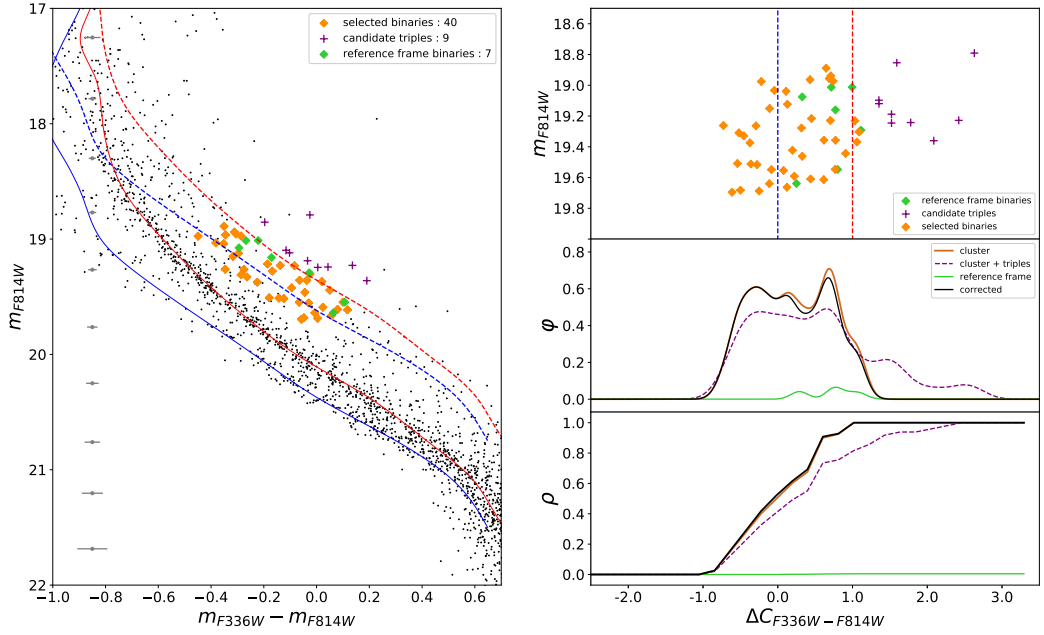 17
18
19
20
21
22
m_F814W
−1.0 −0.8 −0.6 −0.4 −0.2 0.0 0.2 0.4 0.6
m_F336W − m_F814W
selected binaries : 40
candidate triples : 9
reference frame binaries : 7
18.6
18.8
19.0
19.2
19.4
19.6
19.8
m_F814W
reference frame binaries
candidate triples
selected binaries
0.8
0.6
0.4
0.2
0.0
φ
cluster
cluster + triples
reference frame
corrected
1.0
0.8
0.6
0.4
0.2
0.0
ρ
-2.0 -1.0 0.0 1.0 2.0 3.0
ΔC_F336W−F814W